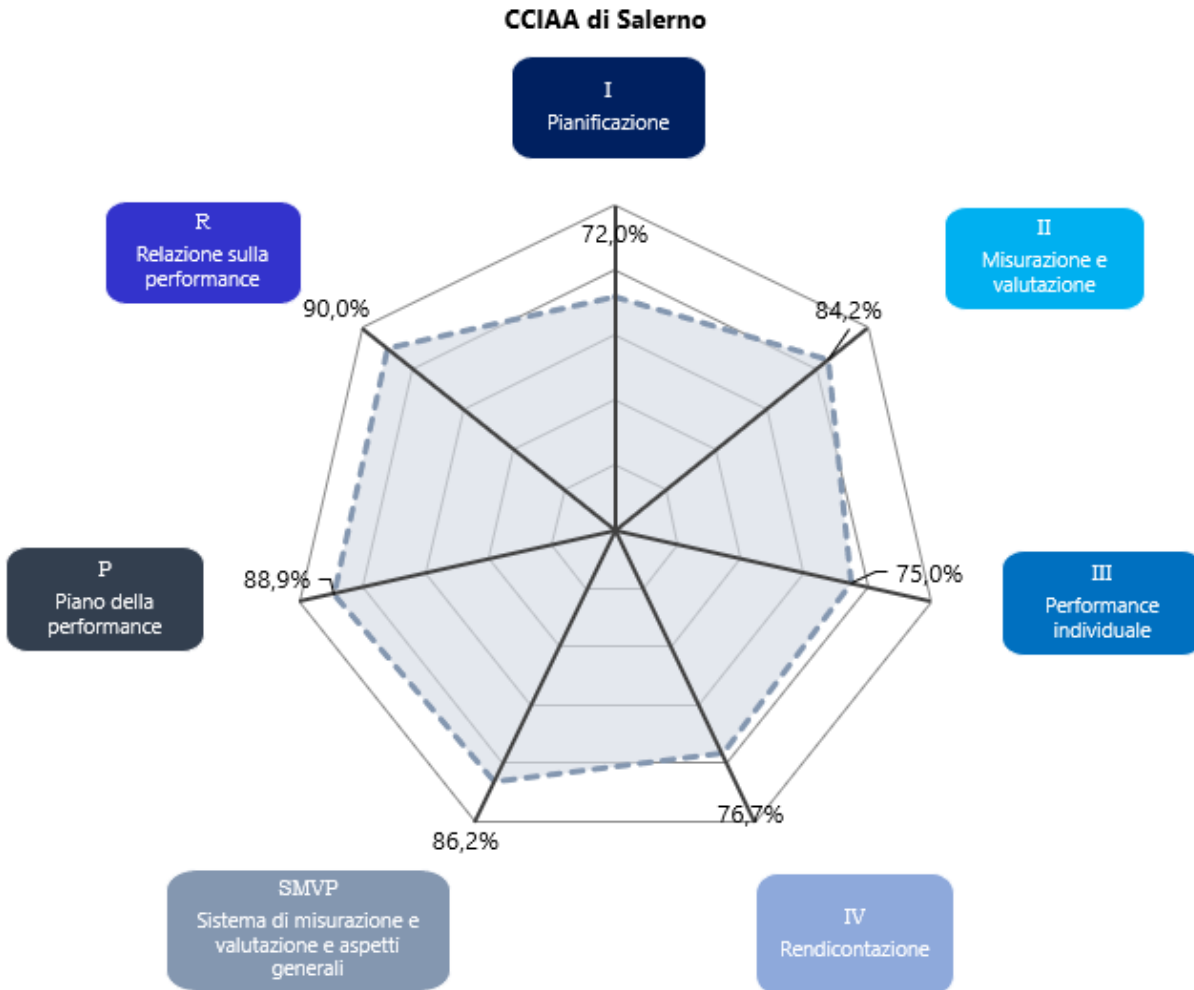 CCIAA di Salerno
I
Pianificazione
R
Relazione sulla
performance
II
Misurazione e
valutazione
72,0%
90,0%
84,2%
P
Piano della
performance
88,9%
75,0%
III
Performance
individuale
86,2%
76,7%
SMVP
Sistema di misurazione e
valutazione e aspetti
generali
IV
Rendicontazione